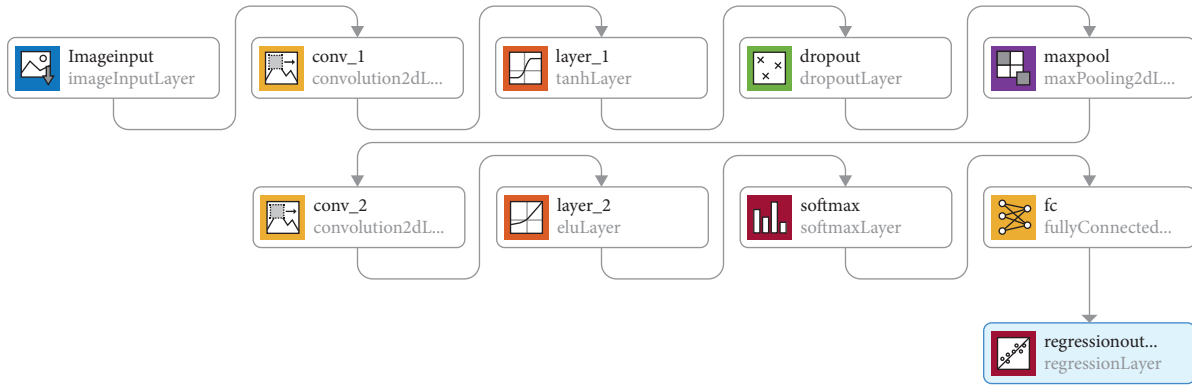 Imageinput
imageInputLayer
conv_1
convolution2dL...
layer_1
tanhLayer
dropout
dropoutLayer
maxpool
maxPooling2dL...
conv_2
convolution2dL...
layer_2
eluLayer
softmax
softmaxLayer
fc
fullyConnected...
regressionout...
regressionLayer